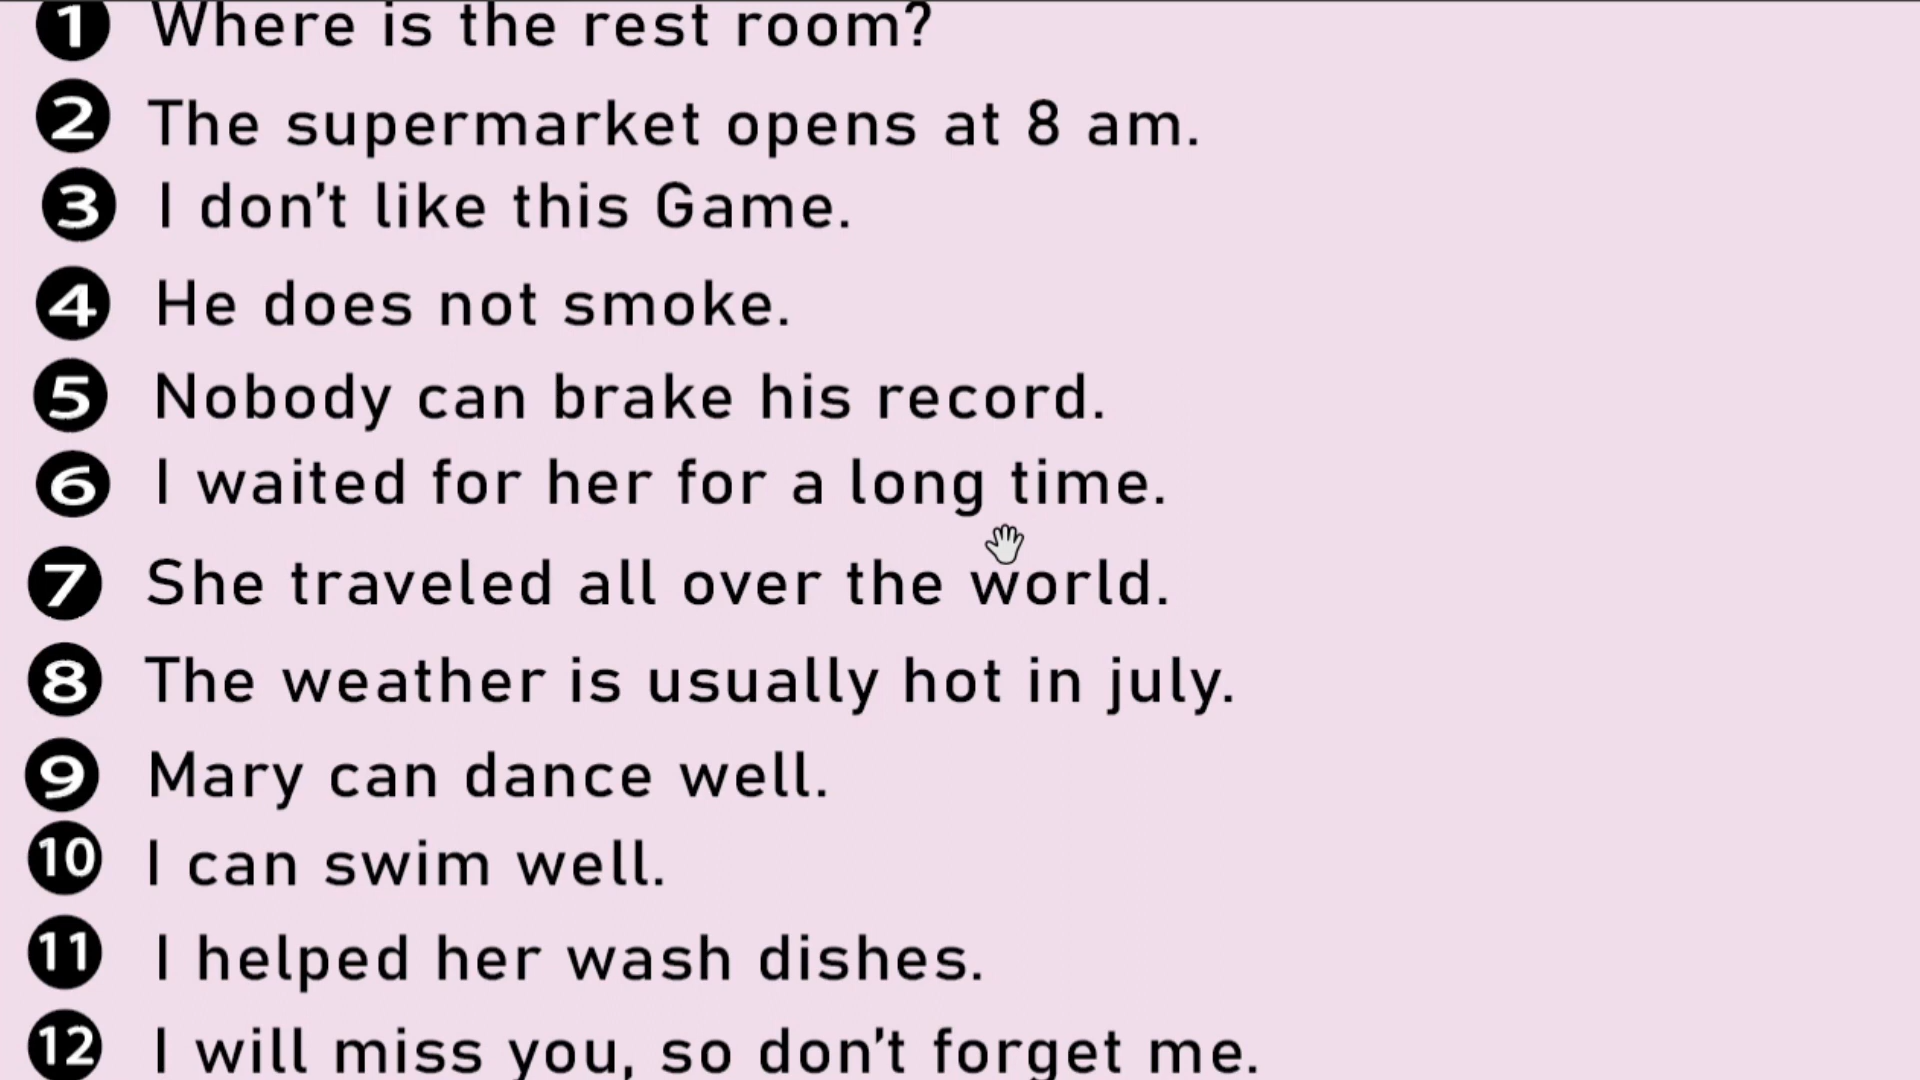 1 Where is the rest room?
2 The supermarket opens at 8 am.
3 I don't like this Game.
4 He does not smoke.
5 Nobody can brake his record.
6 I waited for her for a long time.
7 She traveled all over the world.
8 The weather is usually hot in july.
9 Mary can dance well.
10 I can swim well.
11 I helped her wash dishes.
12 I will miss you, so don't forget me.